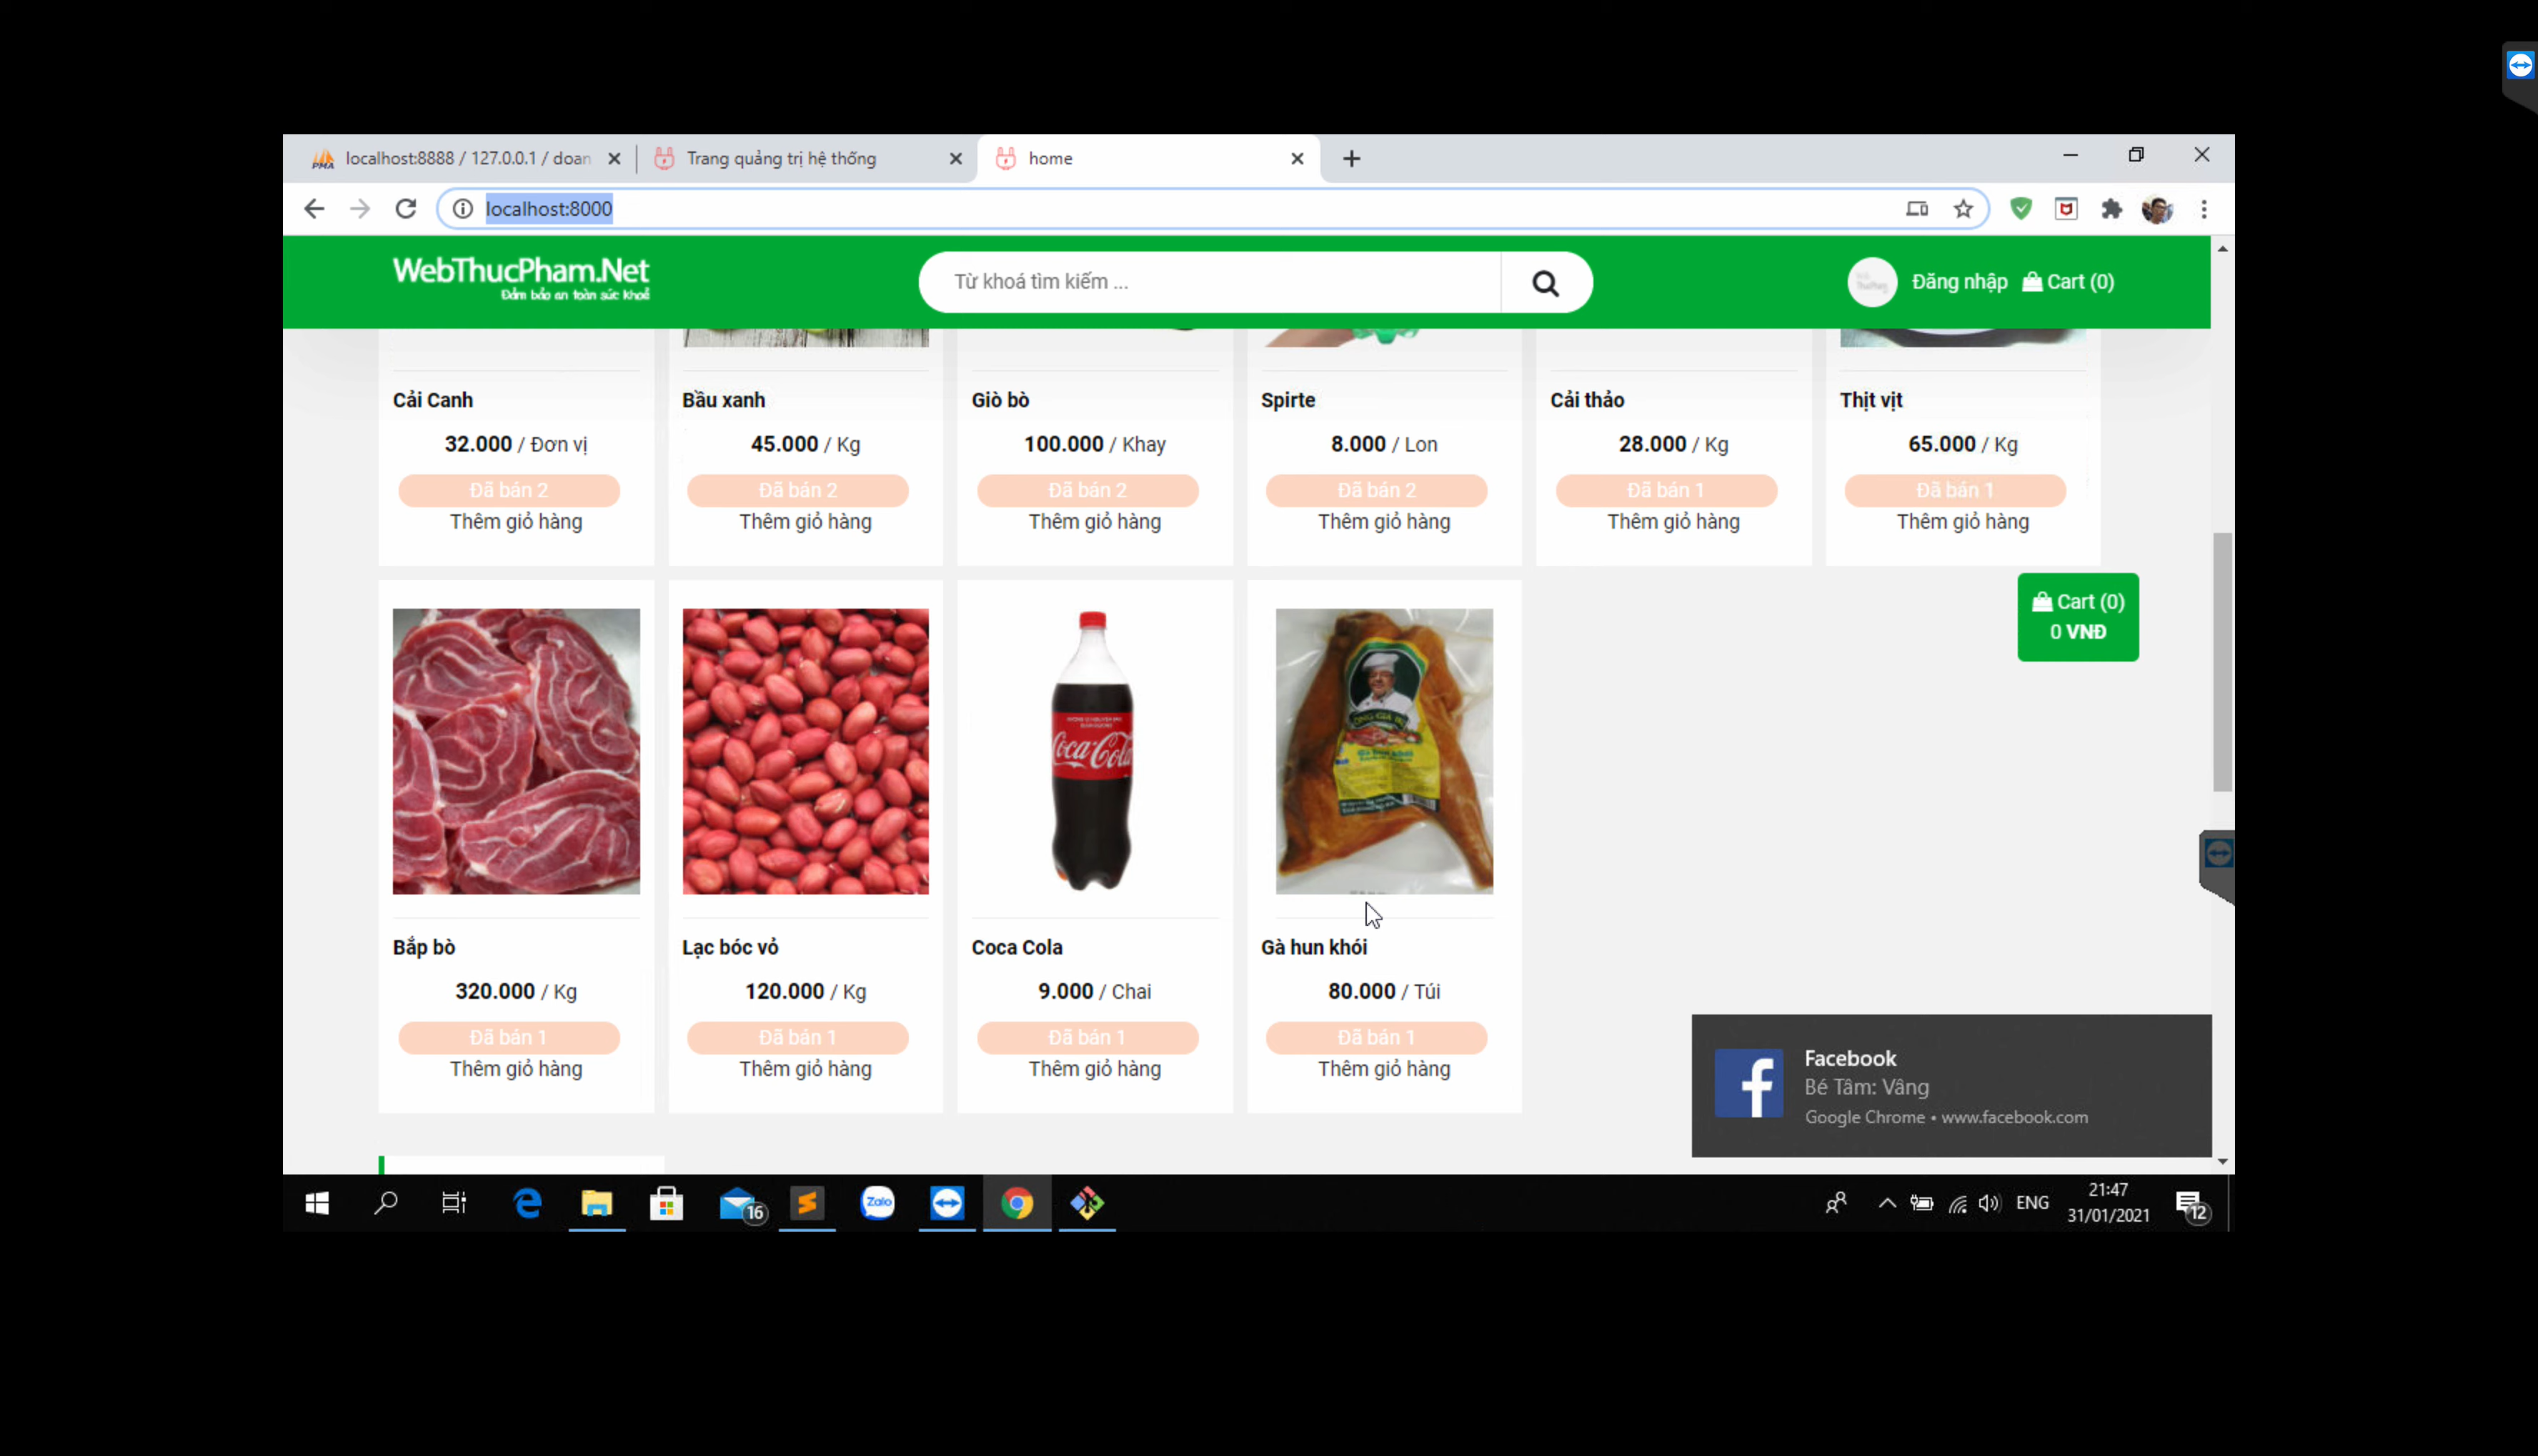 localhost:8888 / 127.0.0.1 / doan
Trang quảng trị hệ thống
home
localhost:8000
WebThucPham.Net
Đảm bảo an toàn sức khoẻ
Từ khoá tìm kiếm ...
Đăng nhập
Cart (0)
Cải Canh
Bầu xanh
Giò bò
Spirte
Cải thảo
Thịt vịt
32.000 / Đơn vị
45.000 / Kg
100.000 / Khay
8.000 / Lon
28.000 / Kg
65.000 / Kg
Đã bán 2
Đã bán 2
Đã bán 2
Đã bán 2
Đã bán 1
Đã bán 1
Thêm giỏ hàng
Thêm giỏ hàng
Thêm giỏ hàng
Thêm giỏ hàng
Thêm giỏ hàng
Thêm giỏ hàng
Cart (0)
0 VNĐ
Coca-Cola
Bắp bò
Lạc bóc vỏ
Coca Cola
Gà hun khói
320.000 / Kg
120.000 / Kg
9.000 / Chai
80.000 / Túi
Đã bán 1
Đã bán 1
Đã bán 1
Đã bán 1
Thêm giỏ hàng
Thêm giỏ hàng
Thêm giỏ hàng
Thêm giỏ hàng
Facebook
Bé Tâm: Vâng
Google Chrome • www.facebook.com
16
Zalo
ENG
21:47
31/01/2021
12